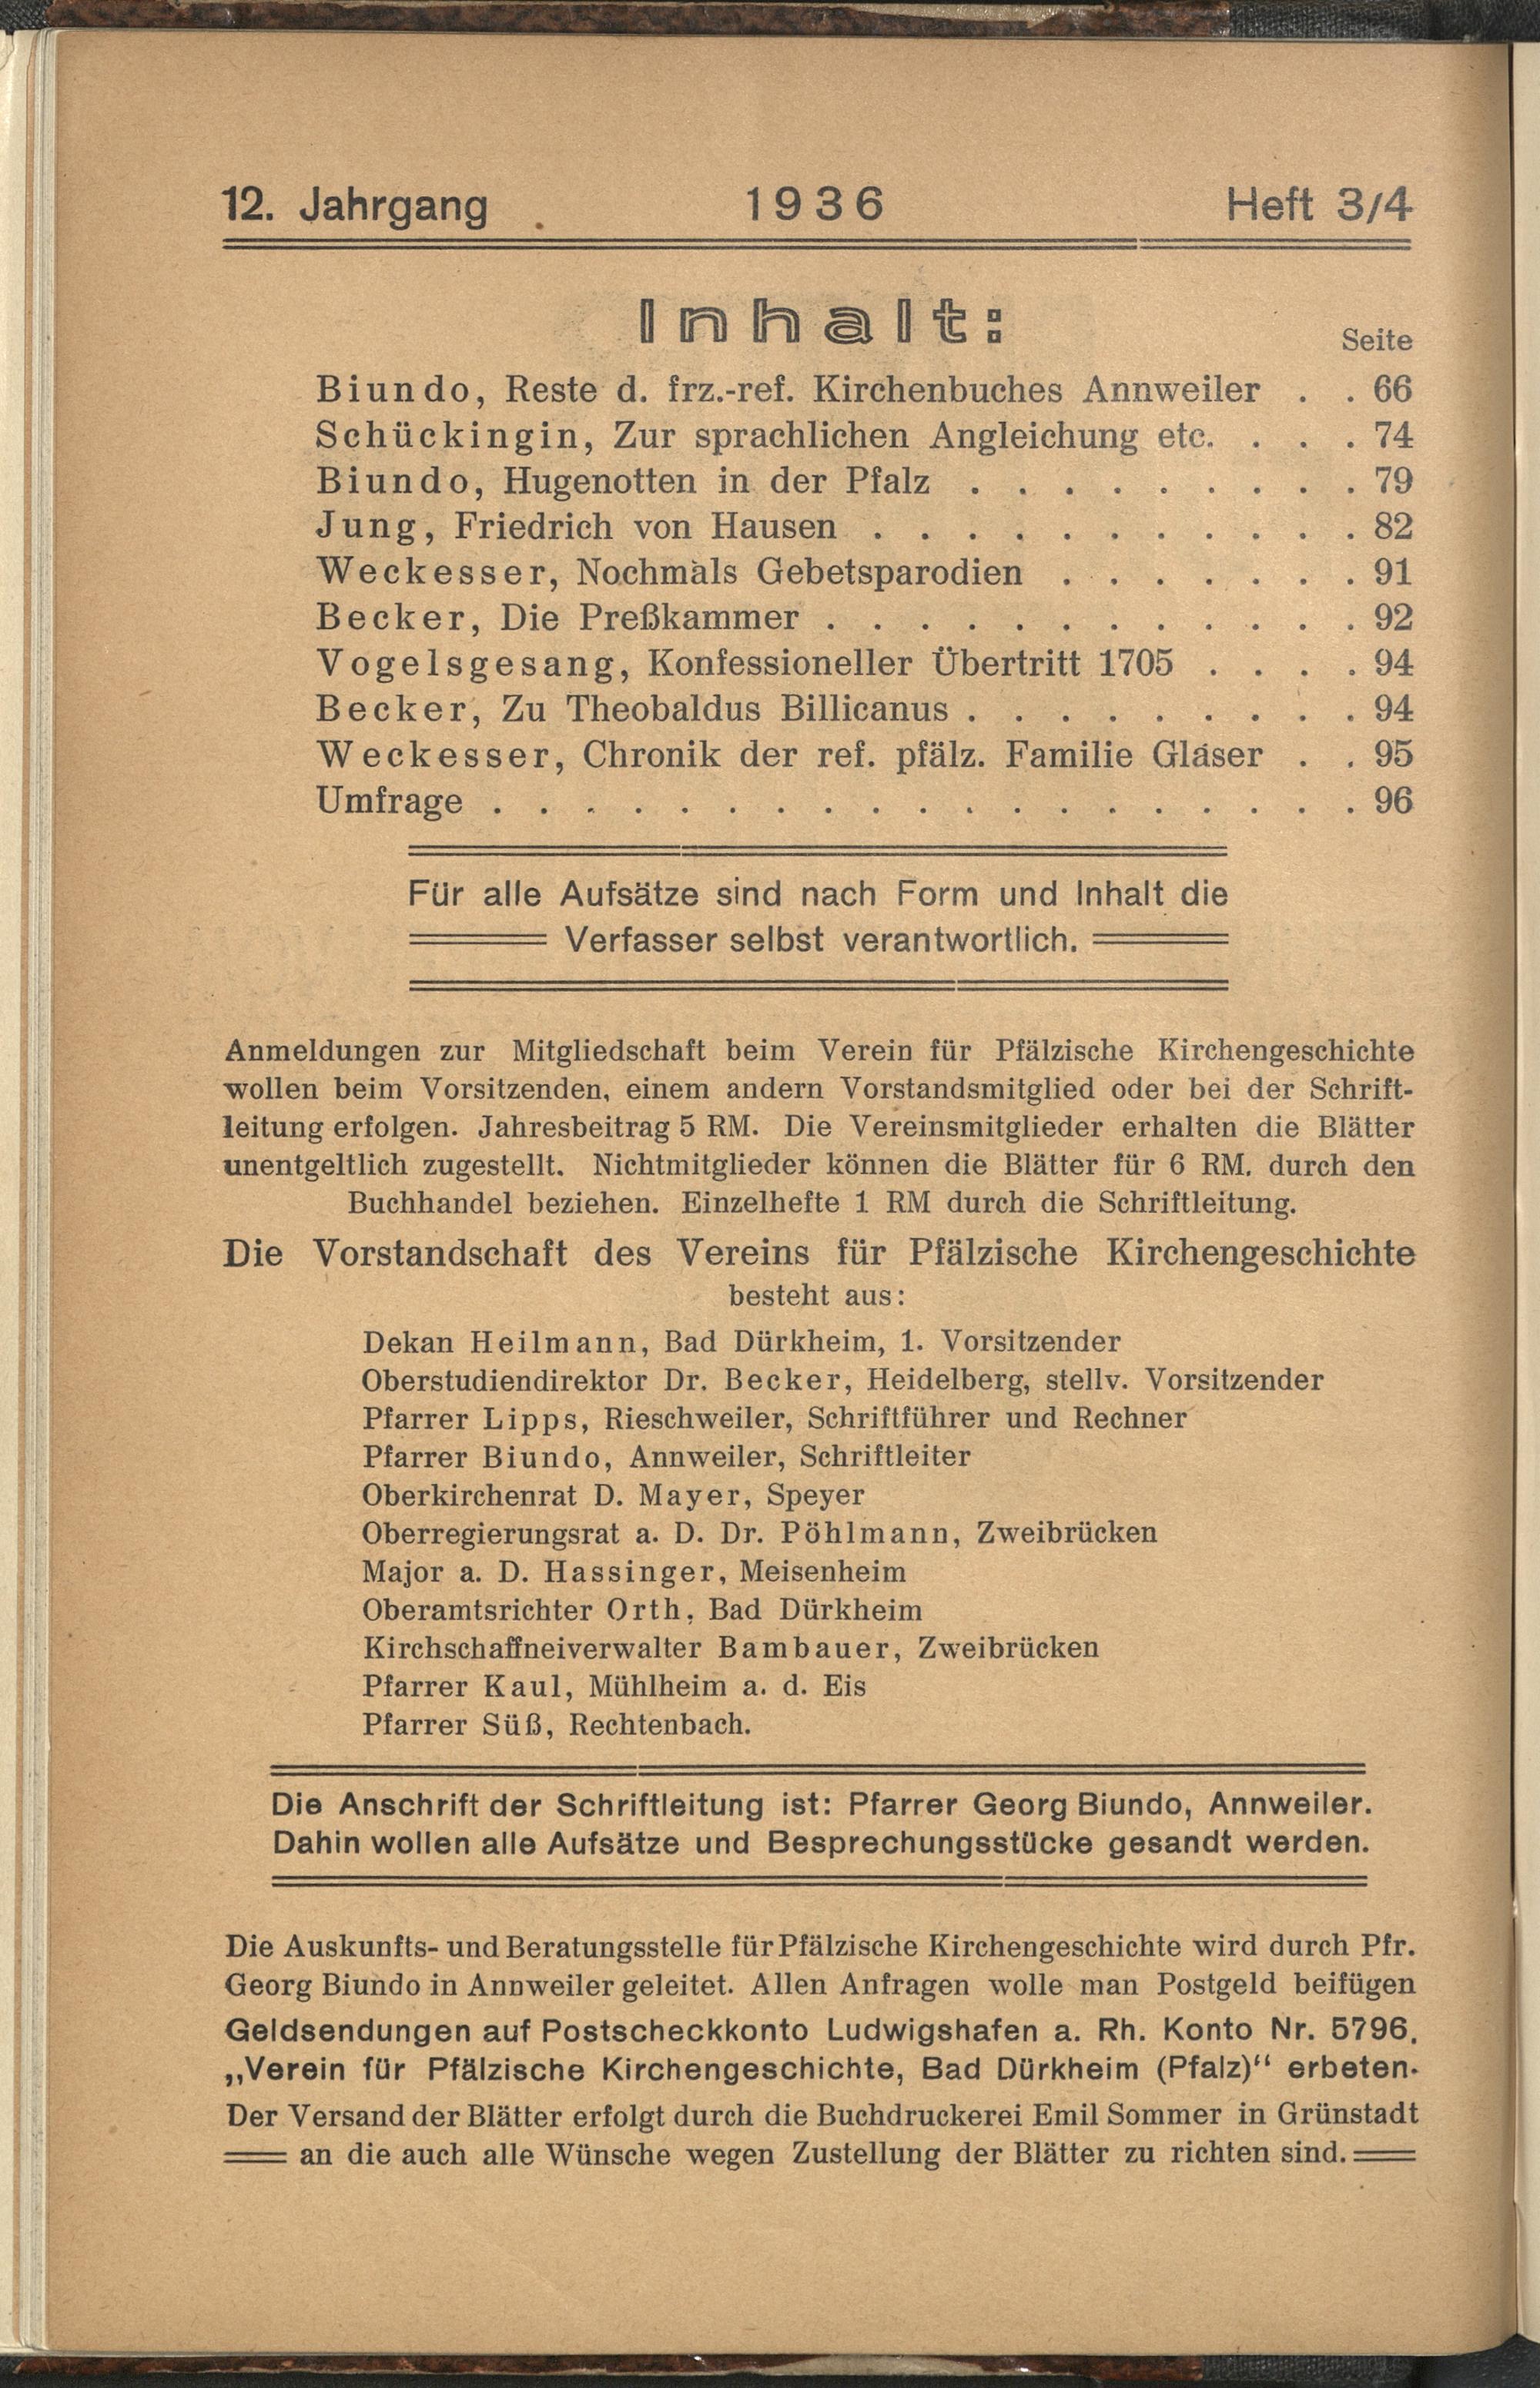 12. Jahrgang 1936 Heft 3/4
Inhalt:
Seite
Biundo, Reste d. frz.-ref. Kirchenbuches Annweiler . . 66
Schückingin, Zur sprachlichen Angleichung etc. . . . 74
Biundo, Hugenotten in der Pfalz . . . . . . . . . 79
Jung, Friedrich von Hausen . . . . . . . . . . . 82
Weckesser, Nochmals Gebetsparodien . . . . . . . 91
Becker, Die Preßkammer . . . . . . . . . . . . 92
Vogelsgesang, Konfessioneller Übertritt 1705 . . . . 94
Becker, Zu Theobaldus Billicanus . . . . . . . . . 94
Weckesser, Chronik der ref. pfälz. Familie Gläser . . 95
Umfrage . . . . . . . . . . . . . . . . . . . 96
Für alle Aufsätze sind nach Form und Inhalt die
Verfasser selbst verantwortlich.
Anmeldungen zur Mitgliedschaft beim Verein für Pfälzische Kirchengeschichte
wollen beim Vorsitzenden, einem andern Vorstandsmitglied oder bei der Schrift-
leitung erfolgen. Jahresbeitrag 5 RM. Die Vereinsmitglieder erhalten die Blätter
unentgeltlich zugestellt. Nichtmitglieder können die Blätter für 6 RM. durch den
Buchhandel beziehen. Einzelhefte 1 RM durch die Schriftleitung.
Die Vorstandschaft des Vereins für Pfälzische Kirchengeschichte
besteht aus:
Dekan Heilmann, Bad Dürkheim, 1. Vorsitzender
Oberstudiendirektor Dr. Becker, Heidelberg, stellv. Vorsitzender
Pfarrer Lipps, Rieschweiler, Schriftführer und Rechner
Pfarrer Biundo, Annweiler, Schriftleiter
Oberkirchenrat D. Mayer, Speyer
Oberregierungsrat a. D. Dr. Pöhlmann, Zweibrücken
Major a. D. Hassinger, Meisenheim
Oberamtsrichter Orth, Bad Dürkheim
Kirchschaffneiverwalter Bambauer, Zweibrücken
Pfarrer Kaul, Mühlheim a. d. Eis
Pfarrer Süß, Rechtenbach.
Die Anschrift der Schriftleitung ist: Pfarrer Georg Biundo, Annweiler.
Dahin wollen alle Aufsätze und Besprechungsstücke gesandt werden.
Die Auskunfts- und Beratungsstelle für Pfälzische Kirchengeschichte wird durch Pfr.
Georg Biundo in Annweiler geleitet. Allen Anfragen wolle man Postgeld beifügen
Geldsendungen auf Postscheckkonto Ludwigshafen a. Rh. Konto Nr. 5796.
„Verein für Pfälzische Kirchengeschichte, Bad Dürkheim (Pfalz)“ erbeten.
Der Versand der Blätter erfolgt durch die Buchdruckerei Emil Sommer in Grünstadt
an die auch alle Wünsche wegen Zustellung der Blätter zu richten sind.